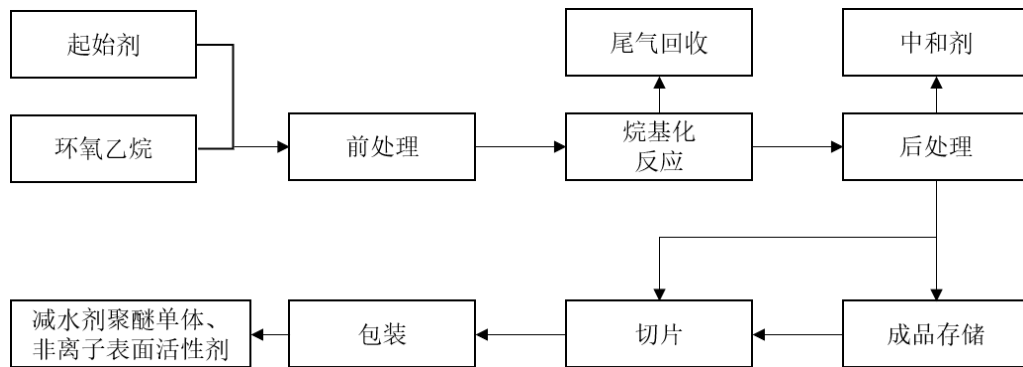 起始剂
尾气回收
中和剂
环氧乙烷
前处理
烷基化
反应
后处理
减水剂聚醚单体、
非离子表面活性剂
包装
切片
成品存储